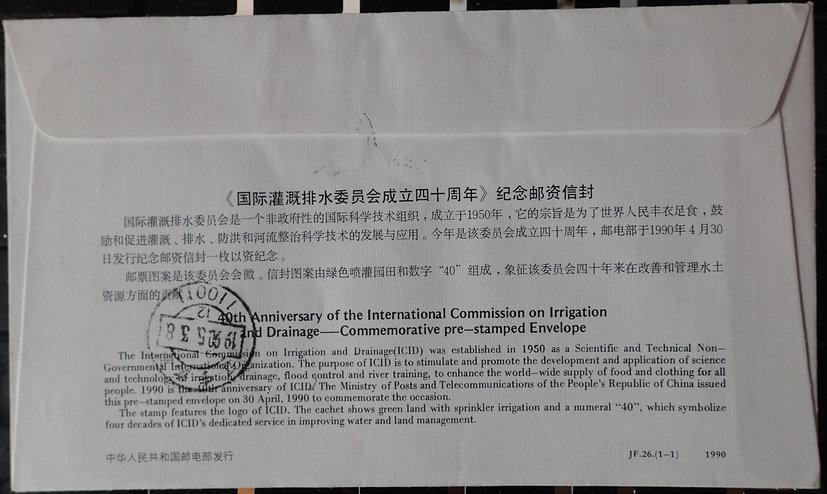 《国际灌溉排水委员会成立四十周年》纪念邮资信封
国际灌溉排水委员会是一个非政府性的国际科学技术组织，成立于1950年，它的宗旨是为了世界人民丰衣足食，鼓
励和促进灌溉、排水、防洪和河流整治科学技术的发展与应用。今年是该委员会成立四十周年，邮电部于1990年4月30
日发行纪念邮资信封一枚以资纪念。
邮票图案是该委员会会徽。信封图案由绿色喷灌园田和数字“40”组成，象征该委员会四十年来在改善和管理水土
资源方面的贡献
40th Anniversary of the International Commission on Irrigation
and Drainage—Commemorative pre-stamped Envelope
The International Commission on Irrigation and Drainage(ICID) was established in 1950 as a Scientific and Technical Non-
Governmental International Organization. The purpose of ICID is to stimulate and promote the development and application of science
and technology of irrigation, drainage, flood control and river training, to enhance the world-wide supply of food and clothing for all
people. 1990 is the 40th anniversary of ICID. The Ministry of Posts and Telecommunications of the People's Republic of China issued
this pre-stamped envelope on 30 April, 1990 to commemorate the occasion.
The stamp features the logo of ICID. The cachet shows green land with sprinkler irrigation and a numeral “40”, which symbolize
four decades of ICID's dedicated service in improving water and land management.
中华人民共和国邮电部发行
JF.26.(1-1) 1990